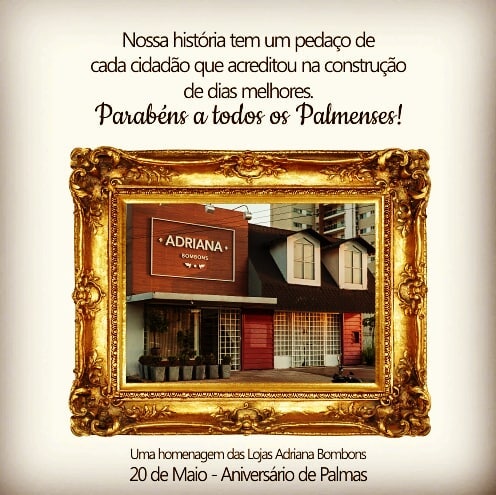 Nossa história tem um pedaço de
cada cidadão que acreditou na construção
de dias melhores.
Parabéns a todos os Palmenses!
• ADRIANA •
BOMBONS
Uma homenagem das Lojas Adriana Bombons
20 de Maio - Aniversário de Palmas